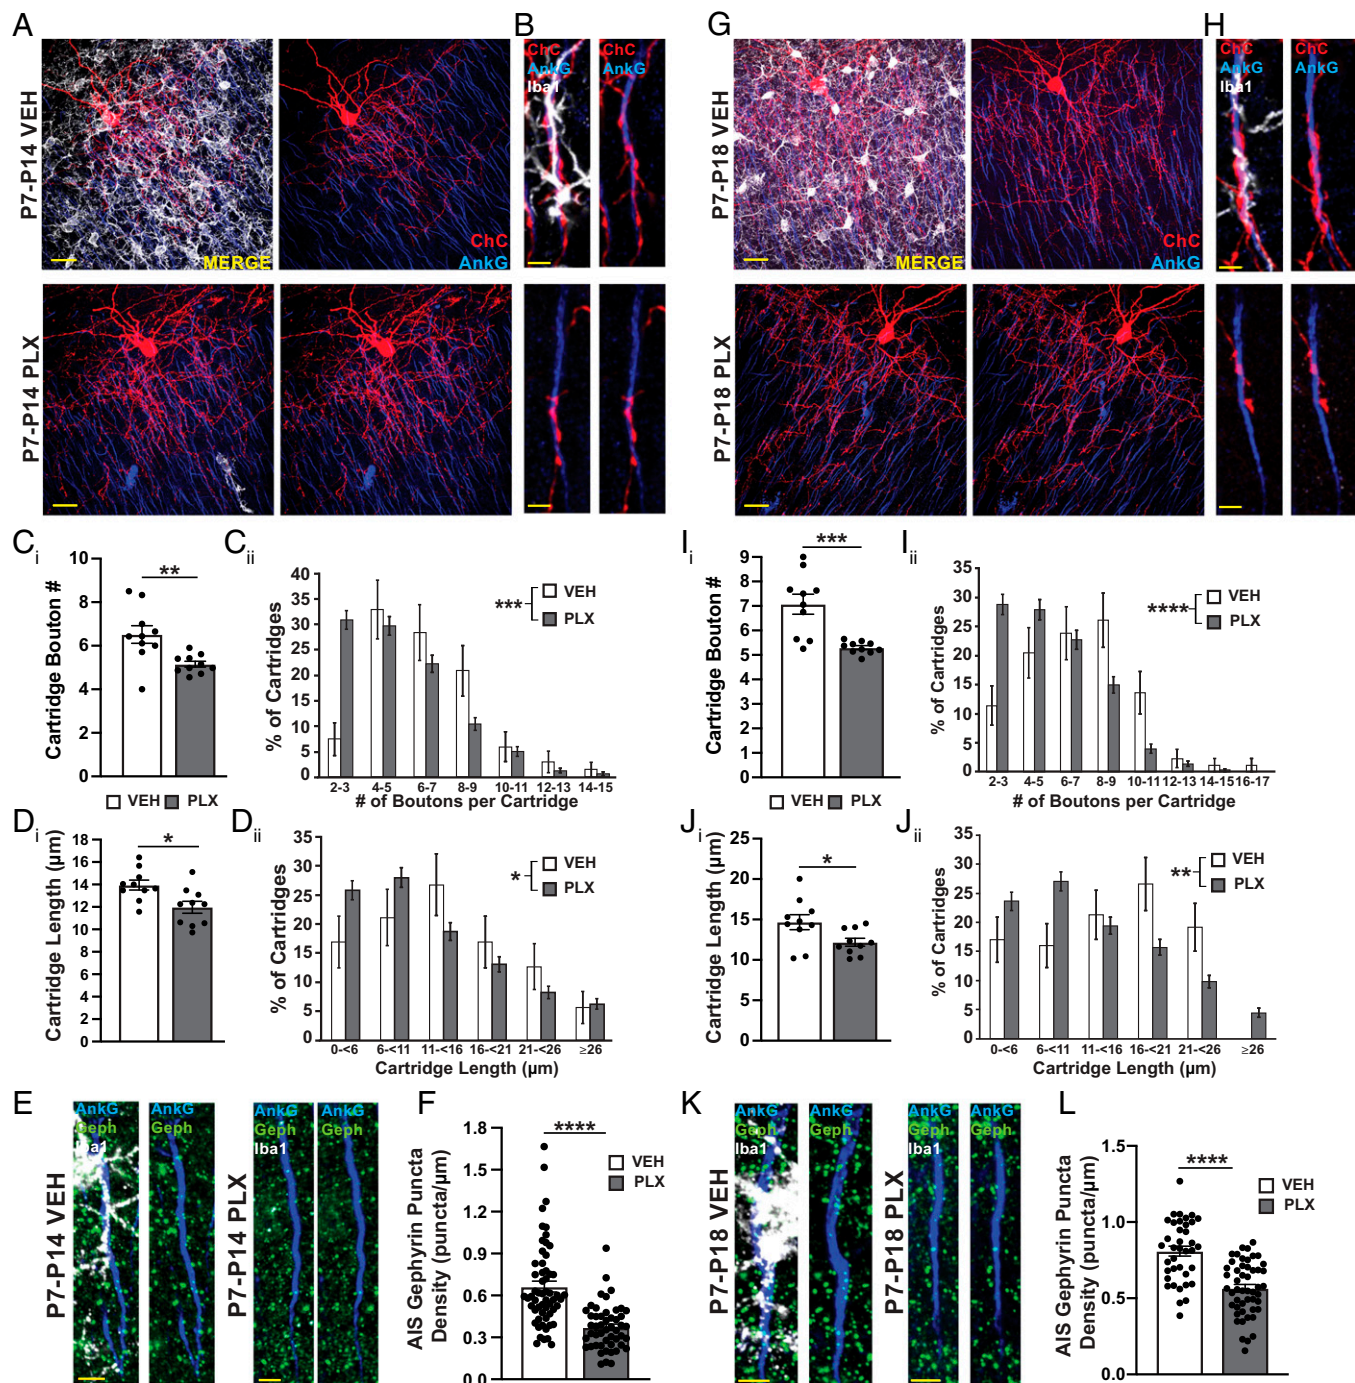 A
P7-P14 VEH
MERGE
ChC
AnkG
B
ChC
AnkG
Iba1
ChC
AnkG
P7-P14 PLX
G
P7-P18 VEH
MERGE
ChC
AnkG
H
ChC
AnkG
Iba1
ChC
AnkG
P7-P18 PLX
Ci
Cartridge Bouton #
10
8
6
4
2
0
**
VEH PLX
Cii
% of Cartridges
40
35
30
25
20
15
10
5
0
***
VEH
PLX
2-3 4-5 6-7 8-9 10-11 12-13 14-15
# of Boutons per Cartridge
Ii
Cartridge Bouton #
9
8
7
6
5
4
3
2
1
0
***
VEH PLX
Iii
% of Cartridges
35
30
25
20
15
10
5
0
****
VEH
PLX
2-3 4-5 6-7 8-9 10-11 12-13 14-15 16-17
# of Boutons per Cartridge
Di
Cartridge Length (µm)
18
16
14
12
10
8
6
4
2
0
*
Dii
% of Cartridges
35
30
25
20
15
10
5
0
*
VEH
PLX
0-<6 6-<11 11-<16 16-<21 21-<26 ≥26
Cartridge Length (µm)
Ji
Cartridge Length (µm)
25
20
15
10
5
0
*
Jii
% of Cartridges
35
30
25
20
15
10
5
0
**
VEH
PLX
0-<6 6-<11 11-<16 16-<21 21-<26 ≥26
Cartridge Length (µm)
E
P7-P14 VEH
AnkG
Geph
Iba1
AnkG
Geph
P7-P14 PLX
AnkG
Geph
Iba1
AnkG
Geph
F
AIS Gephyrin Puncta
Density (puncta/µm)
1.8
1.5
1.2
0.9
0.6
0.3
0.0
****
VEH
PLX
K
P7-P18 VEH
AnkG
Geph
Iba1
AnkG
Geph
P7-P18 PLX
AnkG
Geph
Iba1
AnkG
Geph
L
AIS Gephyrin Puncta
Density (puncta/µm)
1.5
1.0
0.5
0.0
****
VEH
PLX